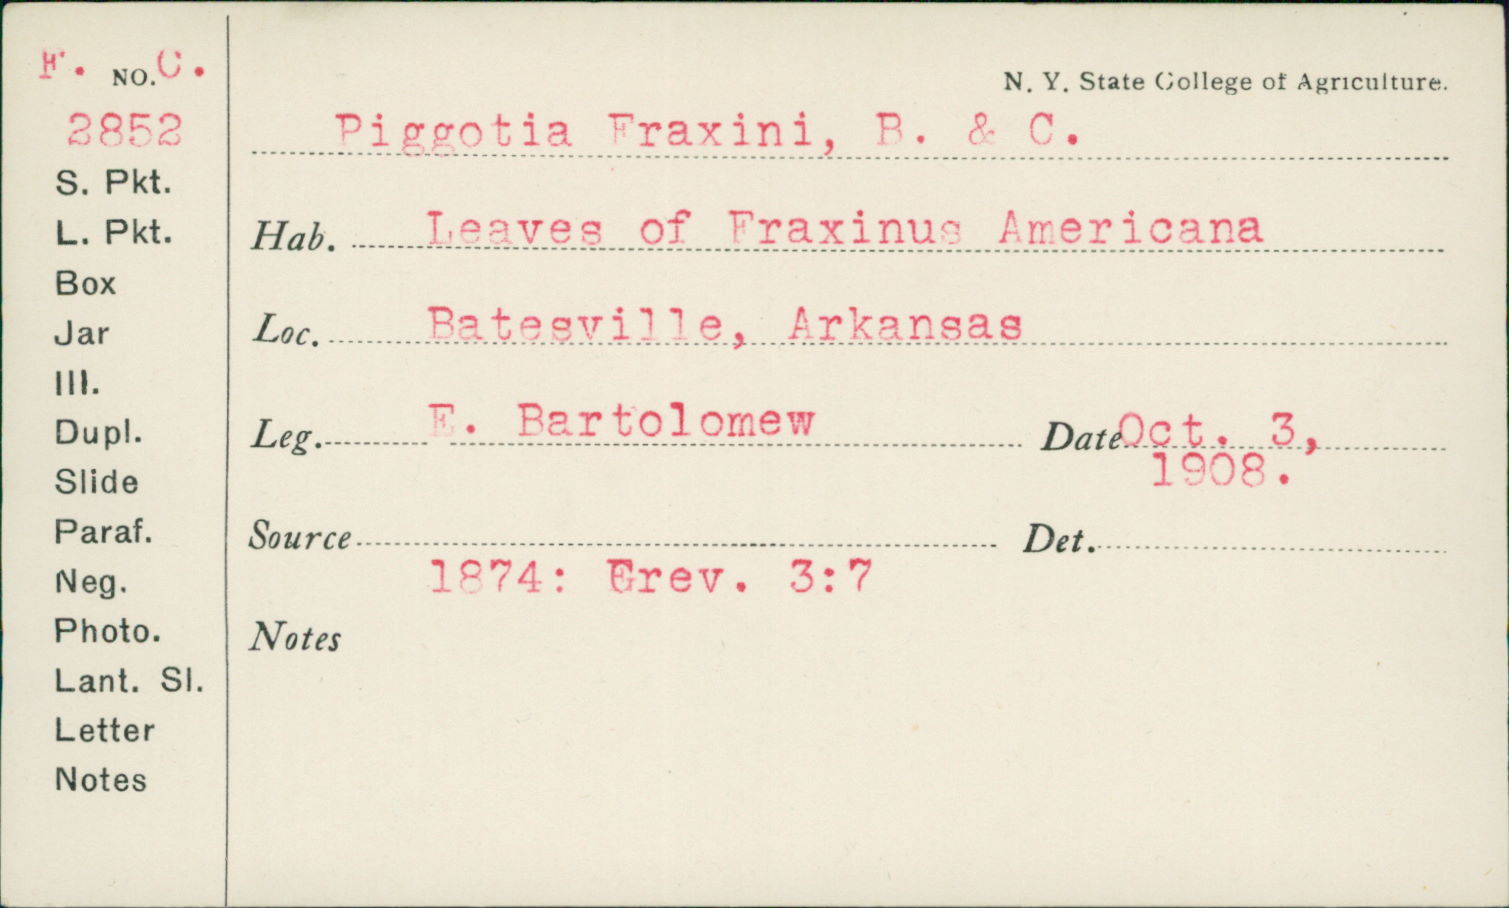 F. NO. C.
2852
S. Pkt.
L. Pkt.
Box
Jar
Ill.
Dupl.
Slide
Paraf.
Neg.
Photo.
Lant. Sl.
Letter
Notes
N. Y. State College of Agriculture.
Piggotia Fraxini, B. & C.
Hab. Leaves of Fraxinus Americana
Loc. Batesville, Arkansas
Leg. E. Bartolomew Date Oct. 3,
1908.
Source Det.
1874: Grev. 3:7
Notes